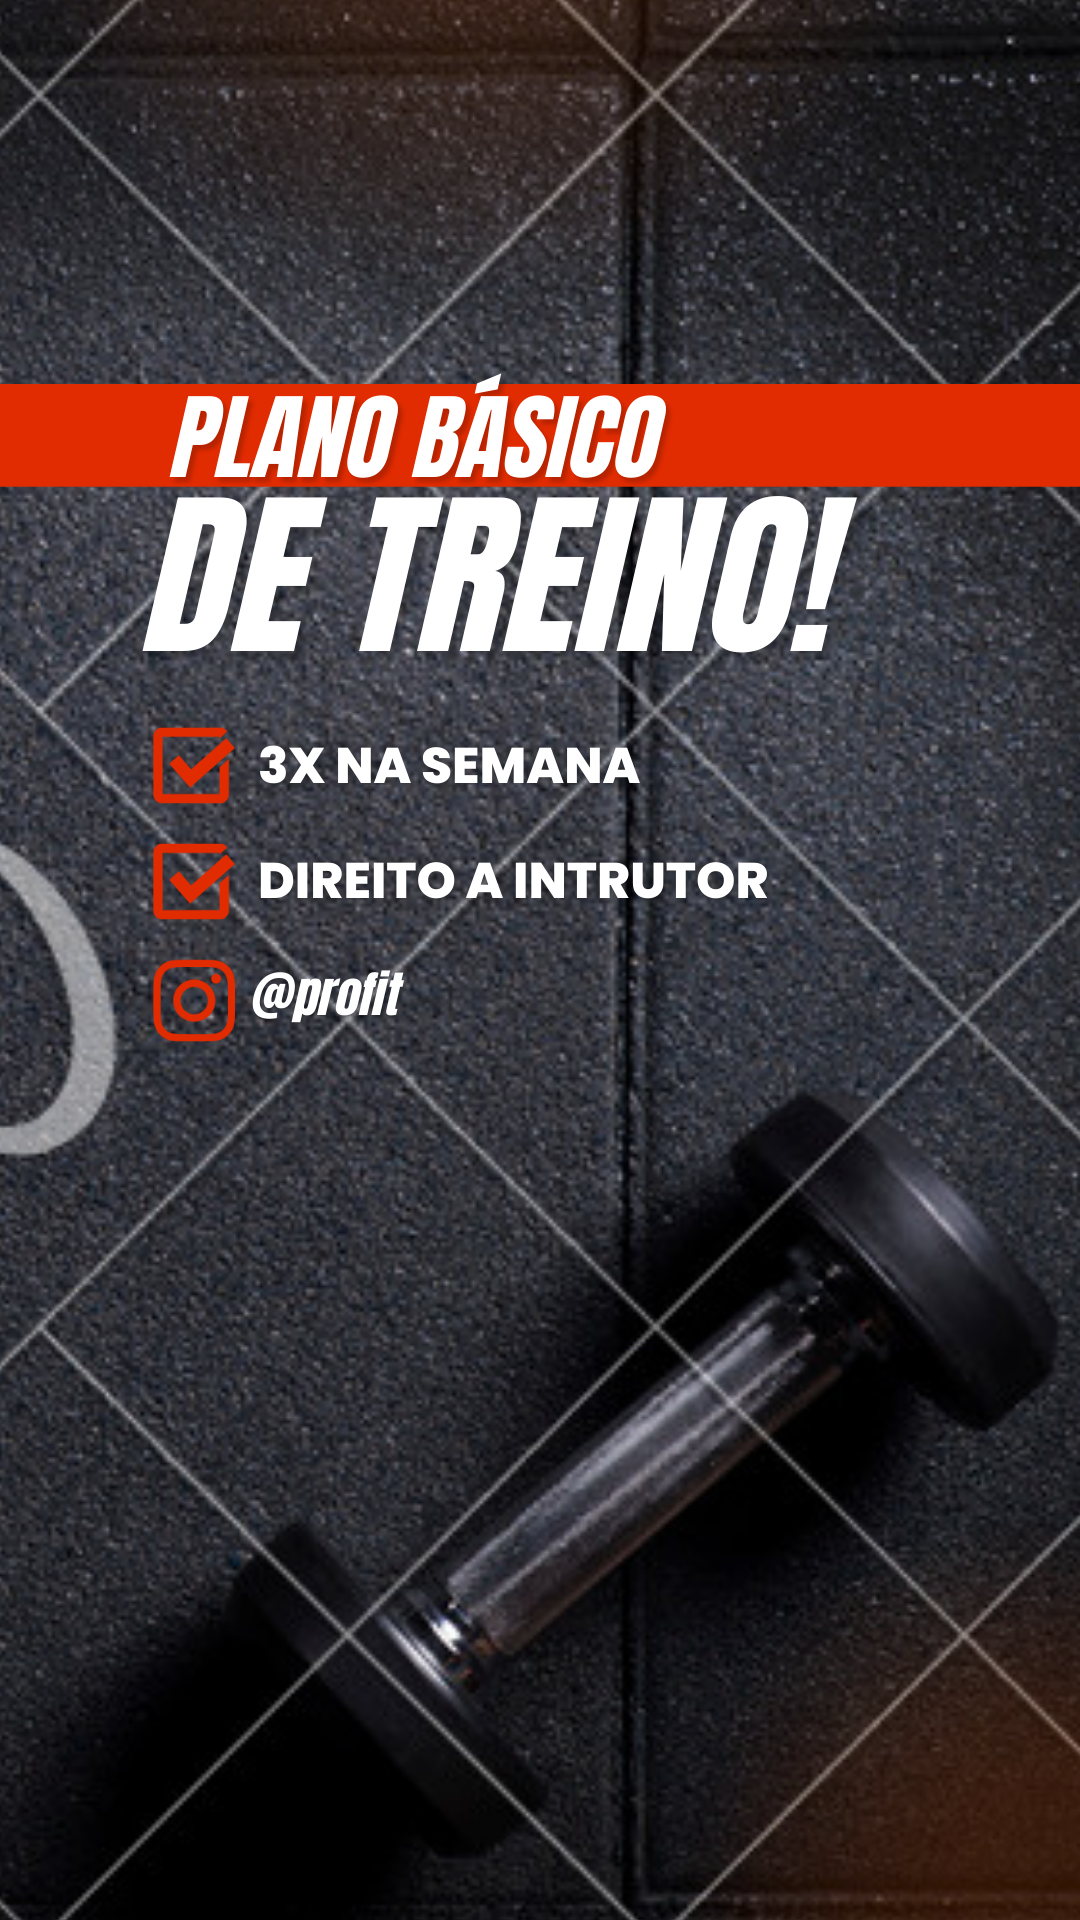 PLANO BÁSICO
DE TREINO!
3X NA SEMANA
DIREITO A INTRUTOR
@profit